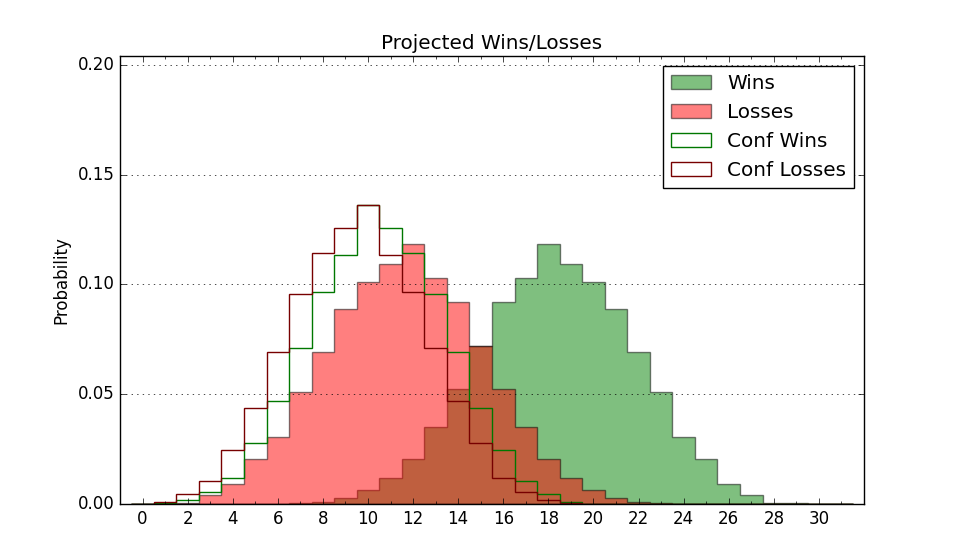 Projected Wins/Losses
0.20
0.15
0.10
0.05
0.00
Probability
Wins
Losses
Conf Wins
Conf Losses
0 2 4 6 8 10 12 14 16 18 20 22 24 26 28 30